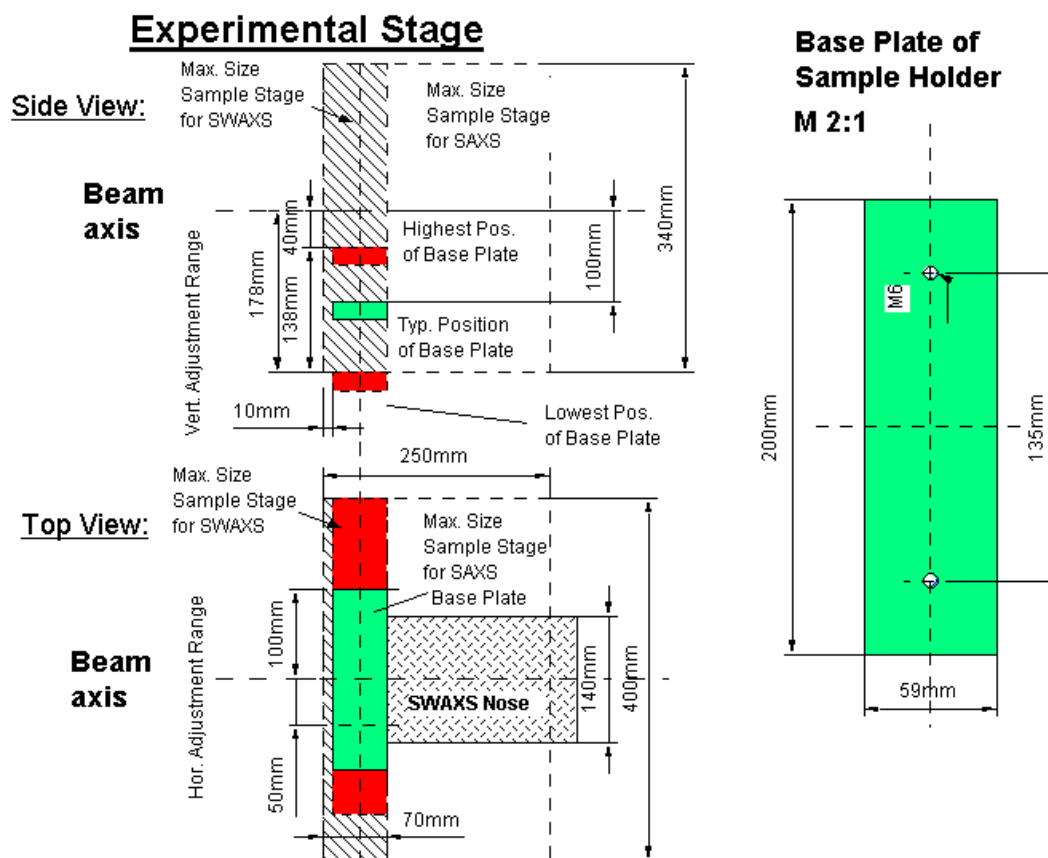 Experimental Stage
Side View:
Max. Size
Sample Stage
for SWAXS
Max. Size
Sample Stage
for SAXS
Beam
axis
Vert. Adjustment Range
178mm
40mm
138mm
Highest Pos.
of Base Plate
100mm
340mm
Typ. Position
of Base Plate
10mm
Lowest Pos.
of Base Plate
250mm
Top View:
Max. Size
Sample Stage
for SWAXS
Max. Size
Sample Stage
for SAXS
Base Plate
Beam
axis
Hor. Adjustment Range
100mm
50mm
SWAXS Nose
140mm
400mm
70mm
Base Plate of
Sample Holder
M 2:1
M6
200mm
135mm
59mm